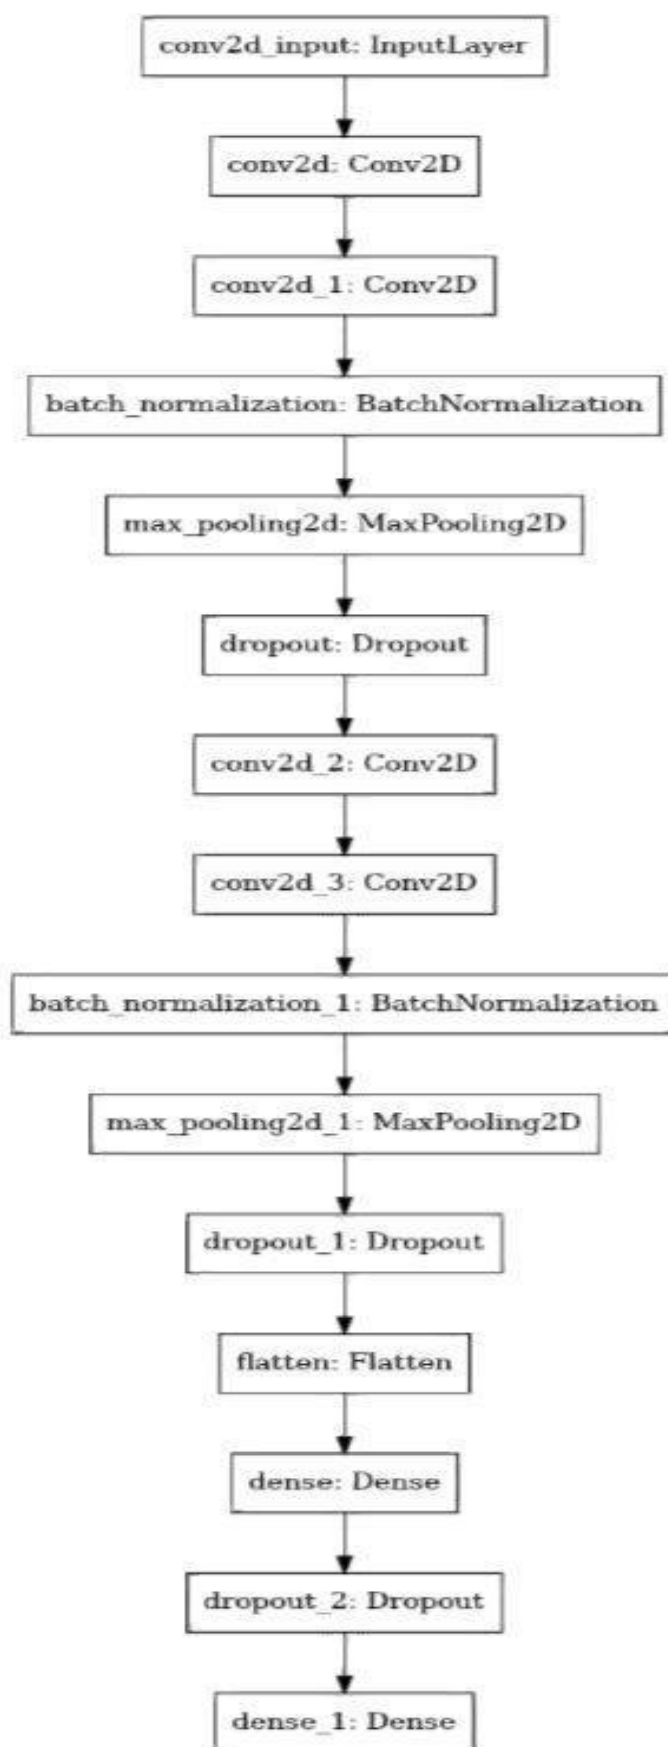 conv2d_input: InputLayer
conv2d: Conv2D
conv2d_1: Conv2D
batch_normalization: BatchNormalization
max_pooling2d: MaxPooling2D
dropout: Dropout
conv2d_2: Conv2D
conv2d_3: Conv2D
batch_normalization_1: BatchNormalization
max_pooling2d_1: MaxPooling2D
dropout_1: Dropout
flatten: Flatten
dense: Dense
dropout_2: Dropout
dense_1: Dense